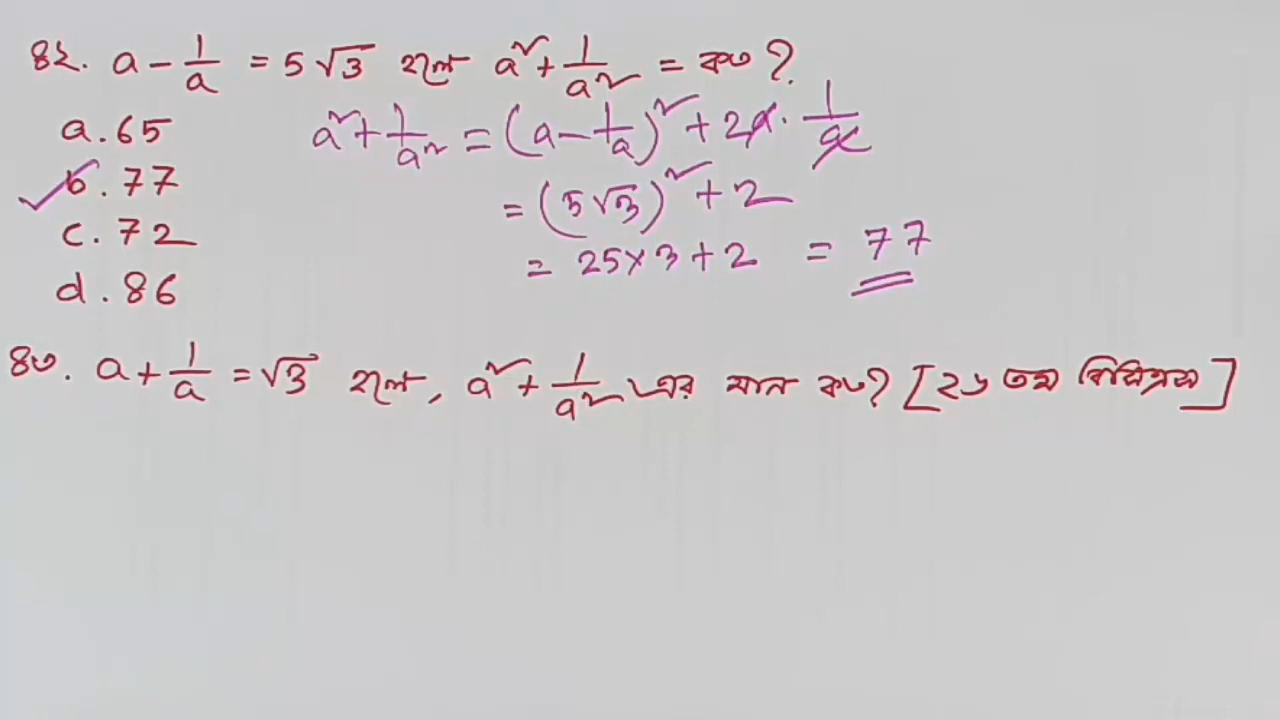 ৪২. a - 1/a = 5√3 হলে a² + 1/a² = কত?
a. 65
a² + 1/a² = (a - 1/a)² + 2a · 1/a
b. 77
= (5√3)² + 2
c. 72
= 25×3+2 = 77
d. 86
৪৩. a + 1/a = √3 হলে, a² + 1/a² এর মান কত? [২৬ তম বিসিএস]